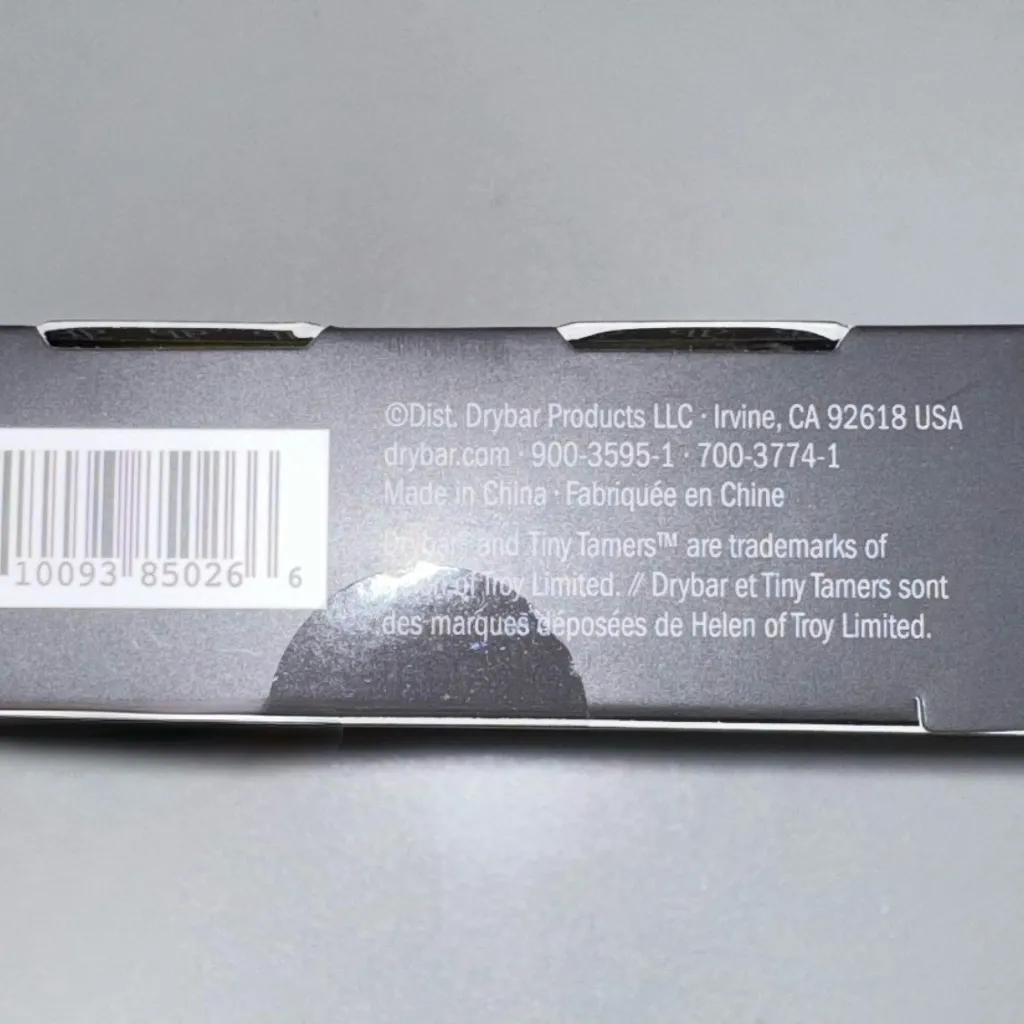 ©Dist. Drybar Products LLC · Irvine, CA 92618 USA
drybar.com · 900-3595-1 · 700-3774-1
Made in China · Fabriquée en Chine
Drybar® and Tiny Tamers™ are trademarks of
of Troy Limited. // Drybar et Tiny Tamers sont
des marques déposées de Helen of Troy Limited.
10093 85026 6